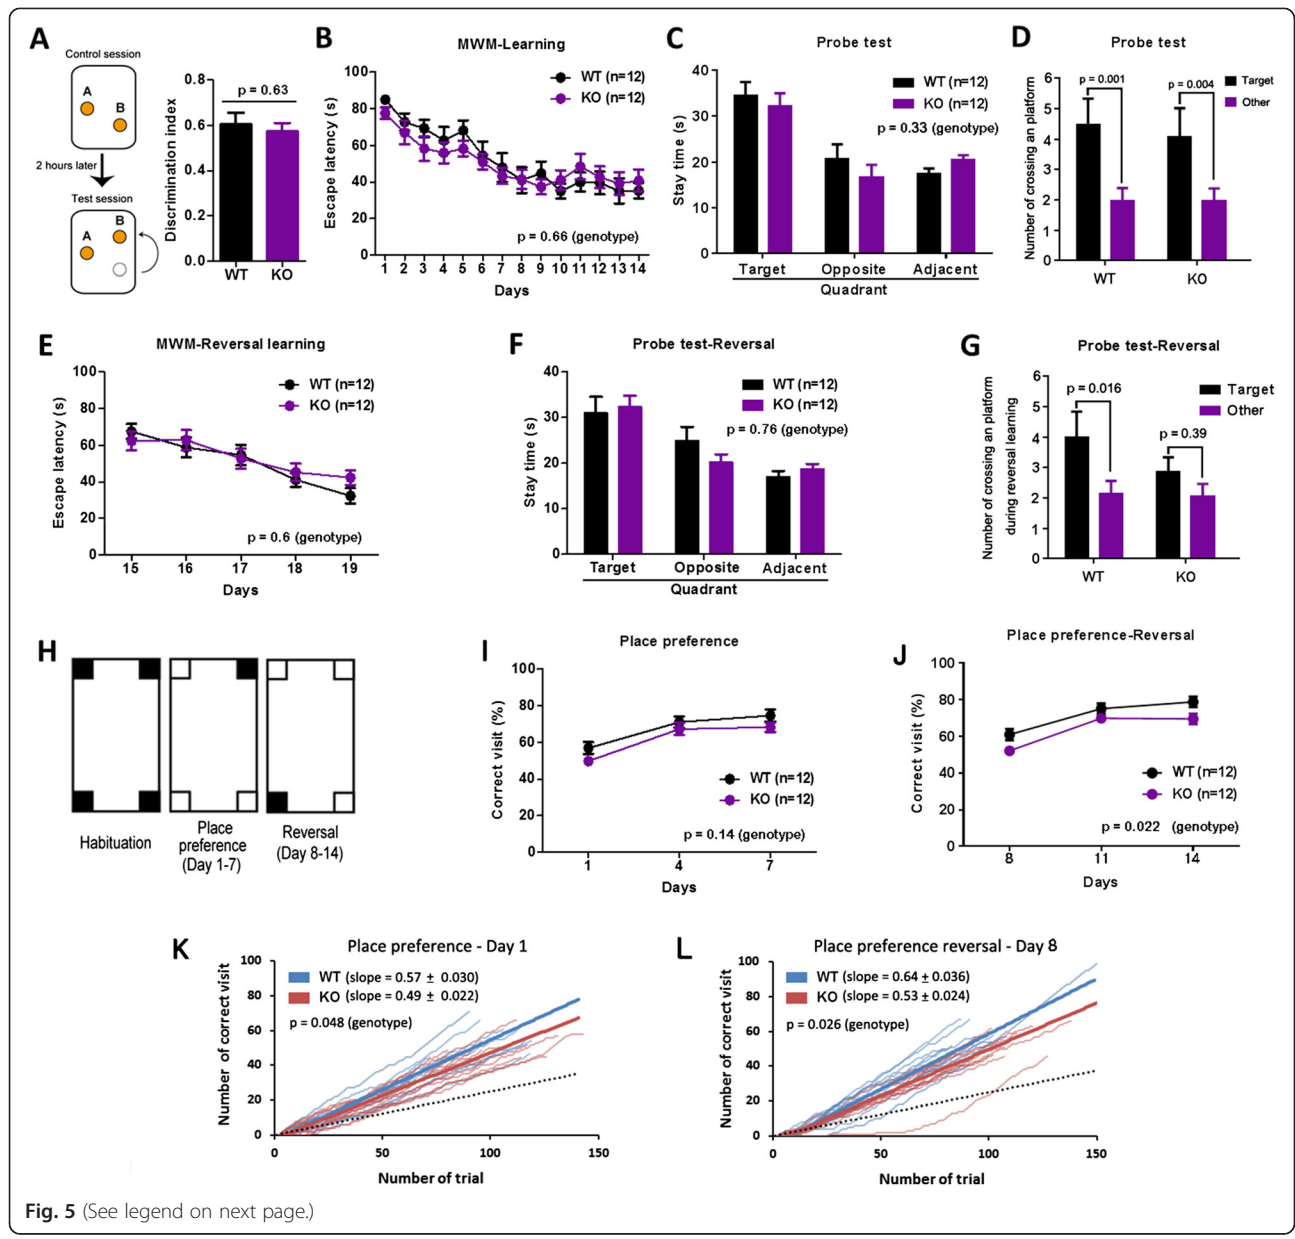 A
Control session
A
B
2 hours later
Test session
B
A
Discrimination index
0.8
0.6
0.4
0.2
0.0
p = 0.63
WT
KO
B
MWM-Learning
Escape latency (s)
100
80
60
40
20
0
WT (n=12)
KO (n=12)
p = 0.66 (genotype)
1 2 3 4 5 6 7 8 9 10 11 12 13 14
Days
C
Probe test
Stay time (s)
40
30
20
10
0
WT (n=12)
KO (n=12)
p = 0.33 (genotype)
Target Opposite Adjacent
Quadrant
D
Probe test
Number of crossing an platform
6
5
4
3
2
1
0
p = 0.001
p = 0.004
Target
Other
WT
KO
E
MWM-Reversal learning
Escape latency (s)
100
80
60
40
20
0
WT (n=12)
KO (n=12)
p = 0.6 (genotype)
15 16 17 18 19
Days
F
Probe test-Reversal
Stay time (s)
40
30
20
10
0
WT (n=12)
KO (n=12)
p = 0.76 (genotype)
Target Opposite Adjacent
Quadrant
G
Probe test-Reversal
Number of crossing an platform
during reversal learning
6
5
4
3
2
1
0
p = 0.016
p = 0.39
Target
Other
WT
KO
H
Habituation
Place
preference
(Day 1-7)
Reversal
(Day 8-14)
I
Place preference
Correct visit (%)
100
80
60
40
20
0
WT (n=12)
KO (n=12)
p = 0.14 (genotype)
1 4 7
Days
J
Place preference-Reversal
Correct visit (%)
100
80
60
40
20
0
WT (n=12)
KO (n=12)
p = 0.022 (genotype)
8 11 14
Days
K
Place preference - Day 1
Number of correct visit
100
80
60
40
20
0
WT (slope = 0.57 ± 0.030)
KO (slope = 0.49 ± 0.022)
p = 0.048 (genotype)
0 50 100 150
Number of trial
L
Place preference reversal - Day 8
Number of correct visit
100
80
60
40
20
0
WT (slope = 0.64 ± 0.036)
KO (slope = 0.53 ± 0.024)
p = 0.026 (genotype)
0 50 100 150
Number of trial
Fig. 5 (See legend on next page.)